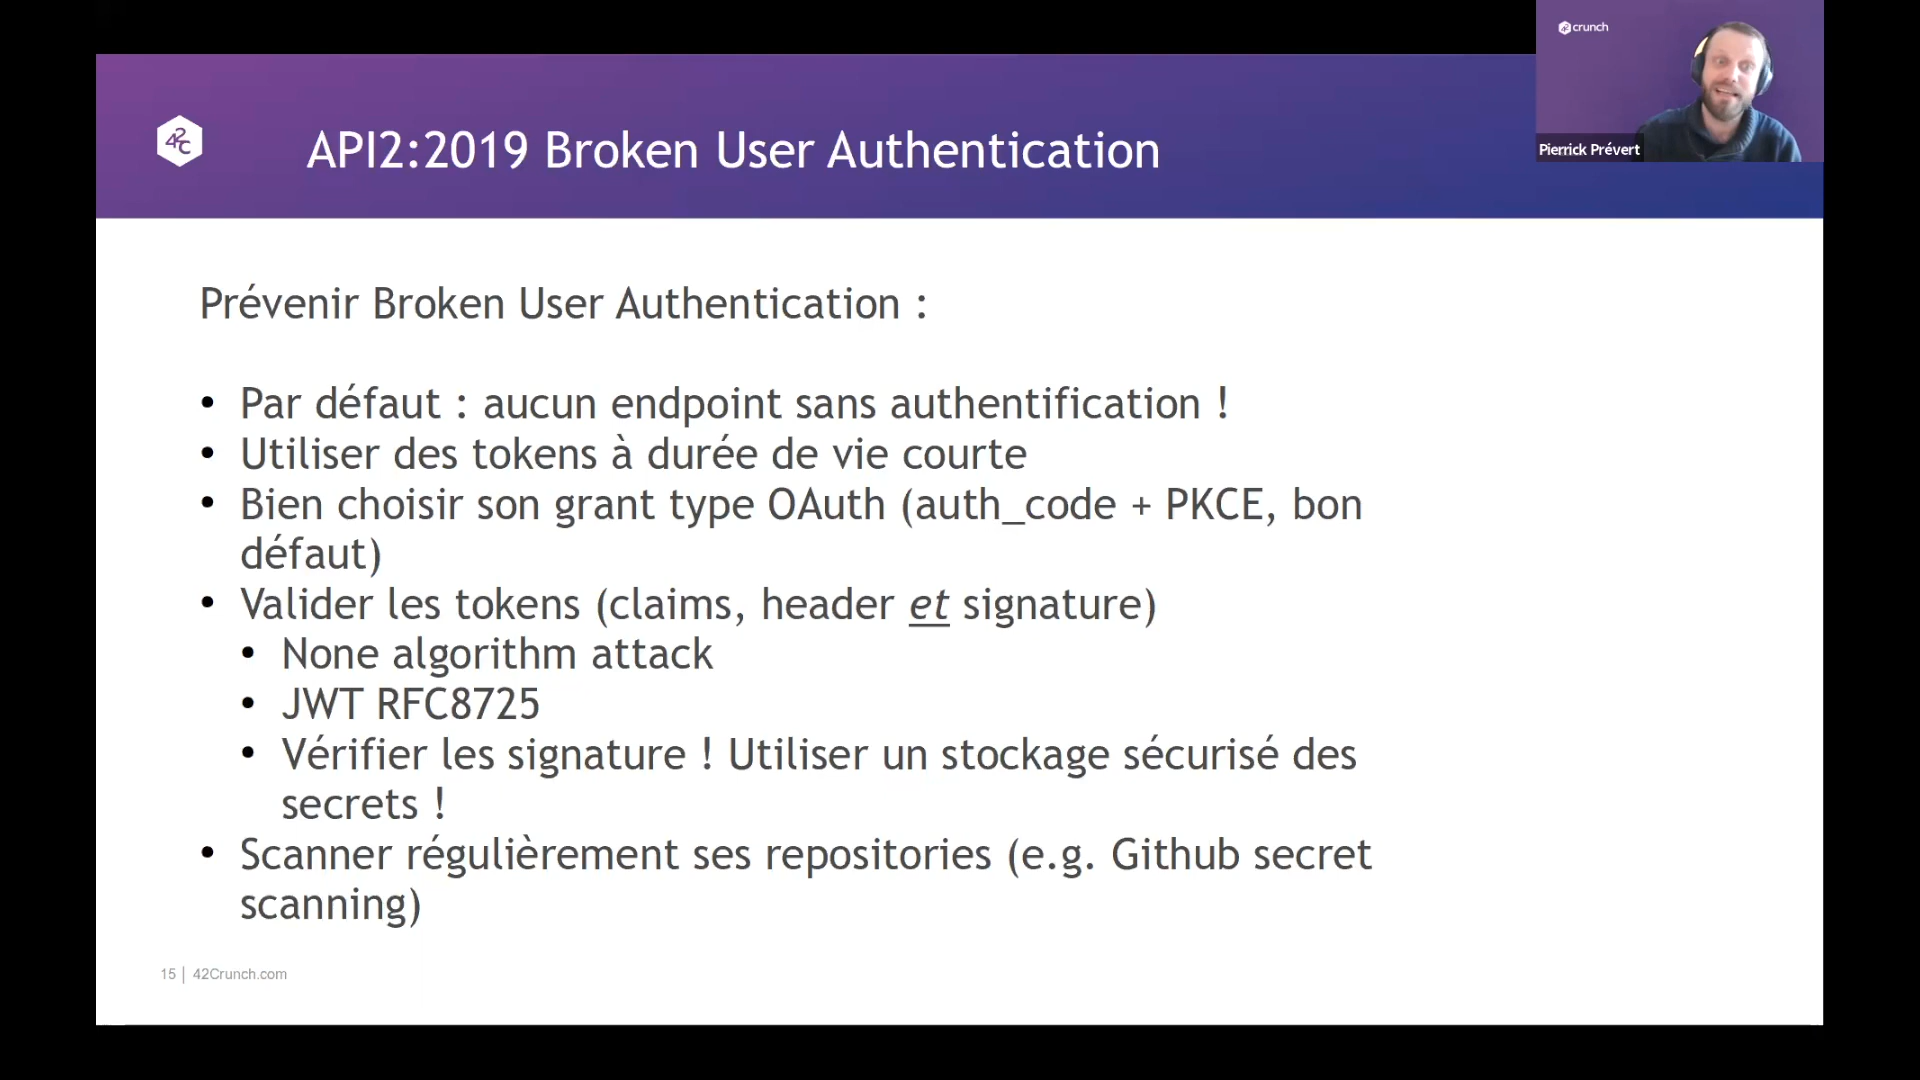 crunch
42c
API2:2019 Broken User Authentication
Pierrick Prévert
Prévenir Broken User Authentication :
• Par défaut : aucun endpoint sans authentification !
• Utiliser des tokens à durée de vie courte
• Bien choisir son grant type OAuth (auth_code + PKCE, bon
défaut)
• Valider les tokens (claims, header et signature)
• None algorithm attack
• JWT RFC8725
• Vérifier les signature ! Utiliser un stockage sécurisé des
secrets !
• Scanner régulièrement ses repositories (e.g. Github secret
scanning)
15 | 42Crunch.com